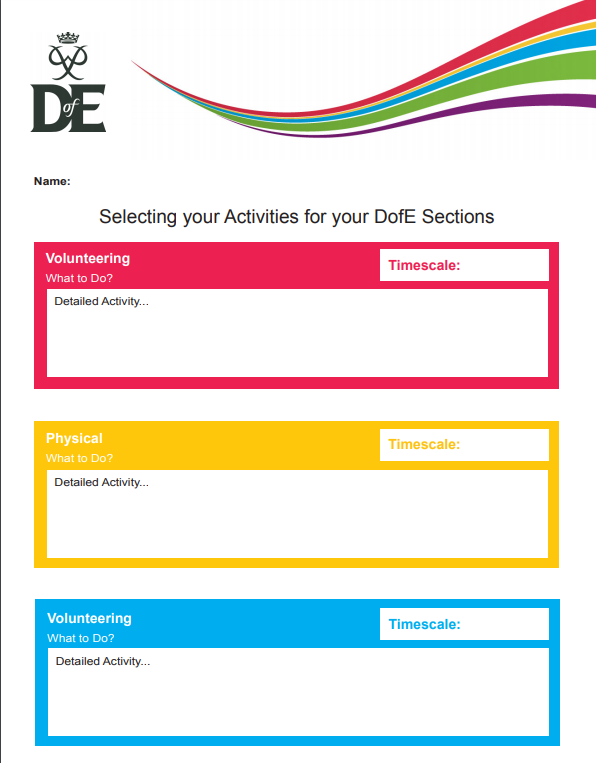 DofE
Name:
Selecting your Activities for your DofE Sections
Volunteering
What to Do?
Timescale:
Detailed Activity...
Physical
What to Do?
Timescale:
Detailed Activity...
Volunteering
What to Do?
Timescale:
Detailed Activity...